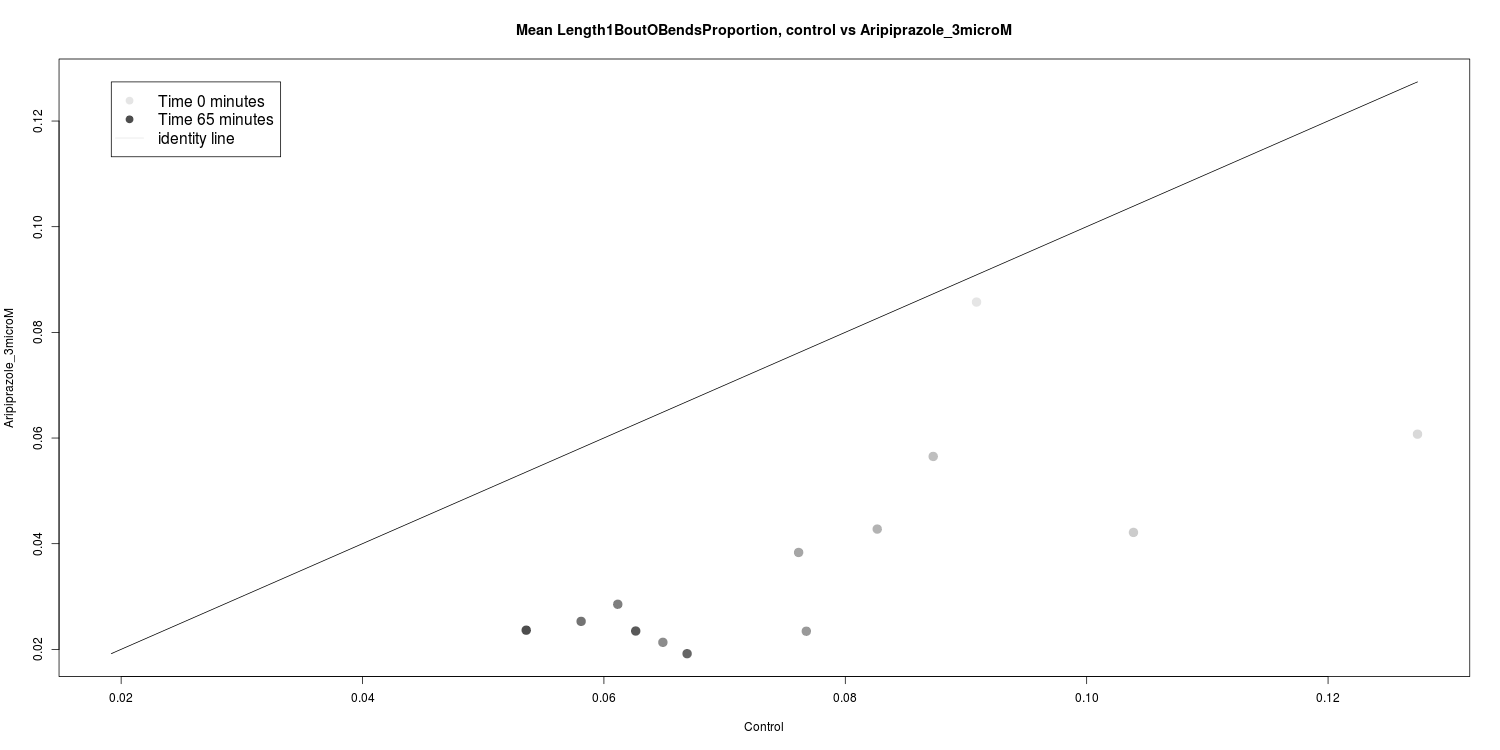 Mean Length1BoutOBendsProportion, control vs Aripiprazole_3microM
Time 0 minutes
Time 65 minutes
identity line
0.12
0.10
0.08
0.06
0.04
0.02
Aripiprazole_3microM
0.02 0.04 0.06 0.08 0.10 0.12
Control